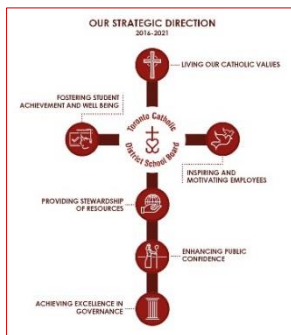 OUR STRATEGIC DIRECTION
2016-2021
LIVING OUR CATHOLIC VALUES
FOSTERING STUDENT
ACHIEVEMENT AND WELL BEING
Toronto Catholic
District School Board
INSPIRING AND
MOTIVATING EMPLOYEES
PROVIDING STEWARDSHIP
OF RESOURCES
ENHANCING PUBLIC
CONFIDENCE
ACHIEVING EXCELLENCE IN
GOVERNANCE